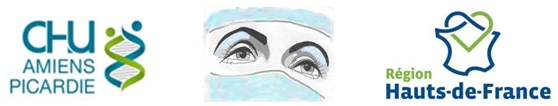 CHU
AMIENS
PICARDIE
Région
Hauts-de-France